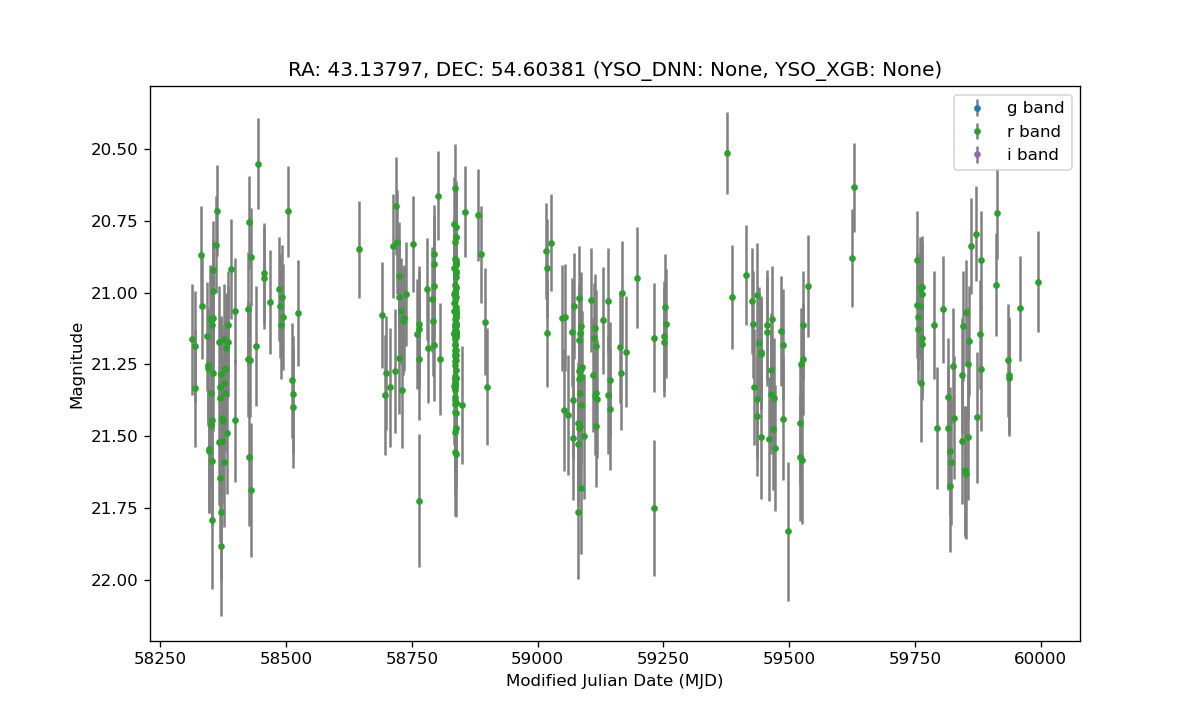 RA: 43.13797, DEC: 54.60381 (YSO_DNN: None, YSO_XGB: None)
g band
r band
i band
20.50
20.75
21.00
21.25
21.50
21.75
22.00
Magnitude
58250 58500 58750 59000 59250 59500 59750 60000
Modified Julian Date (MJD)